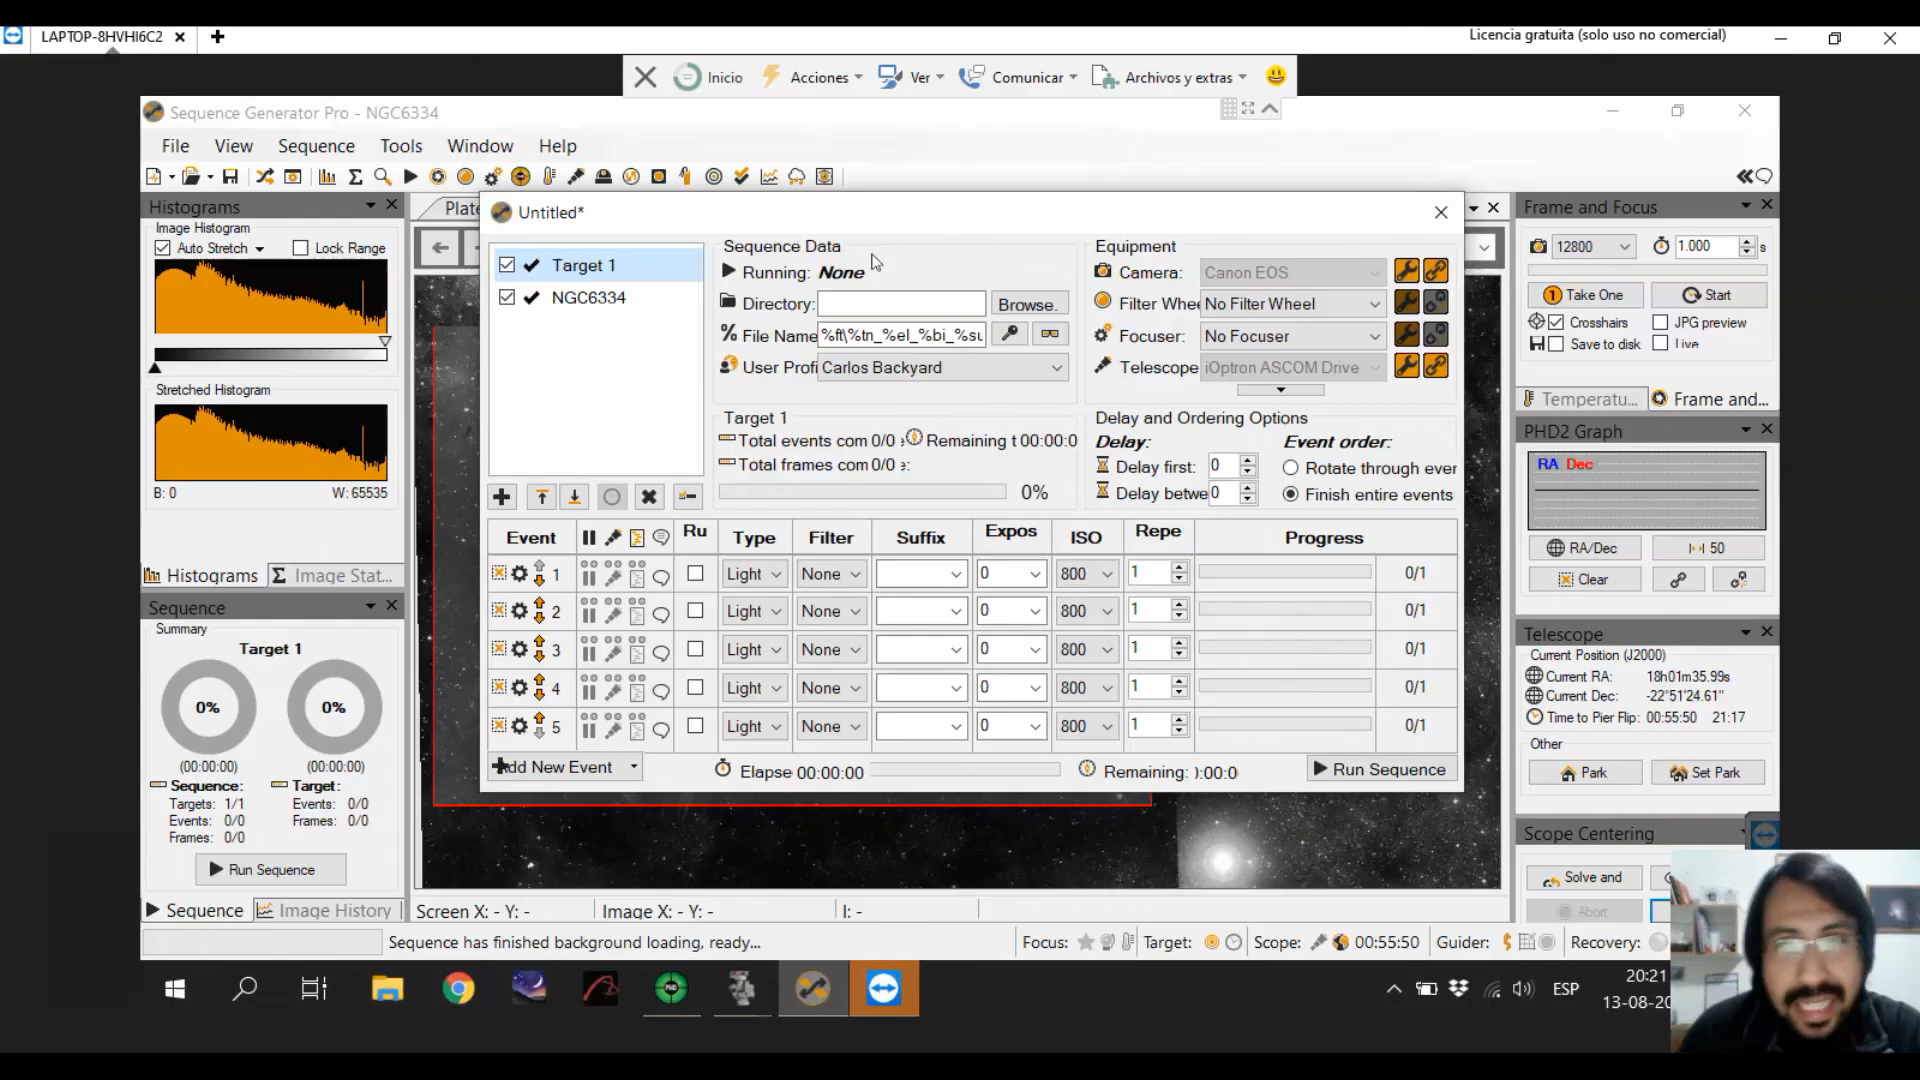 LAPTOP-8HVHI6C2
Licencia gratuita (solo uso no comercial)
Inicio
Acciones
Ver
Comunicar
Archivos y extras
Sequence Generator Pro - NGC6334
File View Sequence Tools Window Help
Histograms
Image Histogram
Auto Stretch
Lock Range
Stretched Histogram
B: 0
W: 65535
Histograms
Image Stat...
Sequence
Summary
Target 1
0%
0%
(00:00:00)
(00:00:00)
Sequence:
Target:
Targets: 1/1
Events: 0/0
Events: 0/0
Frames: 0/0
Frames: 0/0
Run Sequence
Sequence
Image History
Plate
Untitled*
Target 1
NGC6334
Sequence Data
Running: None
Directory:
Browse.
File Name
%ft\%tn_%el_%bi_%su
User Profi
Carlos Backyard
Equipment
Camera: Canon EOS
Filter Whe No Filter Wheel
Focuser: No Focuser
Telescope iOptron ASCOM Drive
Target 1
Total events com 0/0
Remaining t 00:00:0
Total frames com 0/0 :
0%
Delay and Ordering Options
Delay:
Event order:
Delay first: 0
Rotate through ever
Delay betwe 0
Finish entire events
Event Ru Type Filter Suffix Expos ISO Repe Progress
1 Light None 0 800 1 0/1
2 Light None 0 800 1 0/1
3 Light None 0 800 1 0/1
4 Light None 0 800 1 0/1
5 Light None 0 800 1 0/1
dd New Event
Elapse 00:00:00
Remaining: ):00:0
Run Sequence
Screen X: - Y: -
Image X: - Y: -
I: -
Sequence has finished background loading, ready...
Focus:
Target:
Scope: 00:55:50
Guider:
Recovery:
Frame and Focus
12800
1.000 s
Take One
Start
Crosshairs
JPG preview
Save to disk
Live
Temperatu...
Frame and...
PHD2 Graph
RA Dec
RA/Dec
50
Clear
Telescope
Current Position (J2000)
Current RA: 18h01m35.99s
Current Dec: -22°51'24.61"
Time to Pier Flip: 00:55:50 21:17
Other
Park
Set Park
Scope Centering
Solve and
Abort
ESP
20:21
13-08-20